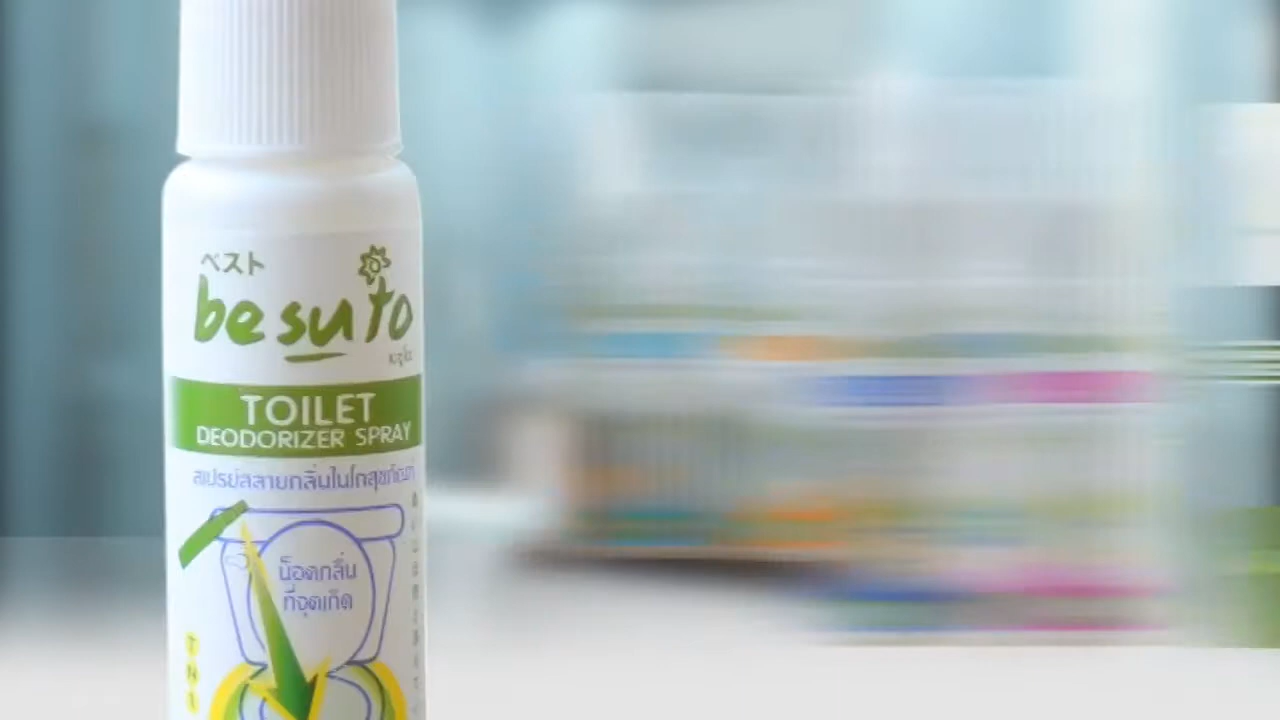 ベスト
besuto
TOILET
DEODORIZER SPRAY
สเปรย์สลายกลิ่นในโถสุขภัณฑ์
น็อคกลิ่น
ที่จุดเกิด